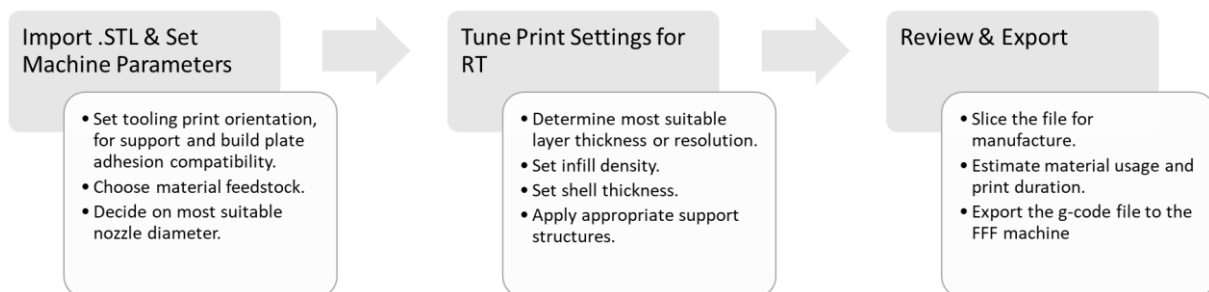 Import .STL & Set
Machine Parameters
• Set tooling print orientation,
for support and build plate
adhesion compatibility.
• Choose material feedstock.
• Decide on most suitable
nozzle diameter.
Tune Print Settings for
RT
• Determine most suitable
layer thickness or resolution.
• Set infill density.
• Set shell thickness.
• Apply appropriate support
structures.
Review & Export
• Slice the file for
manufacture.
• Estimate material usage and
print duration.
• Export the g-code file to the
FFF machine